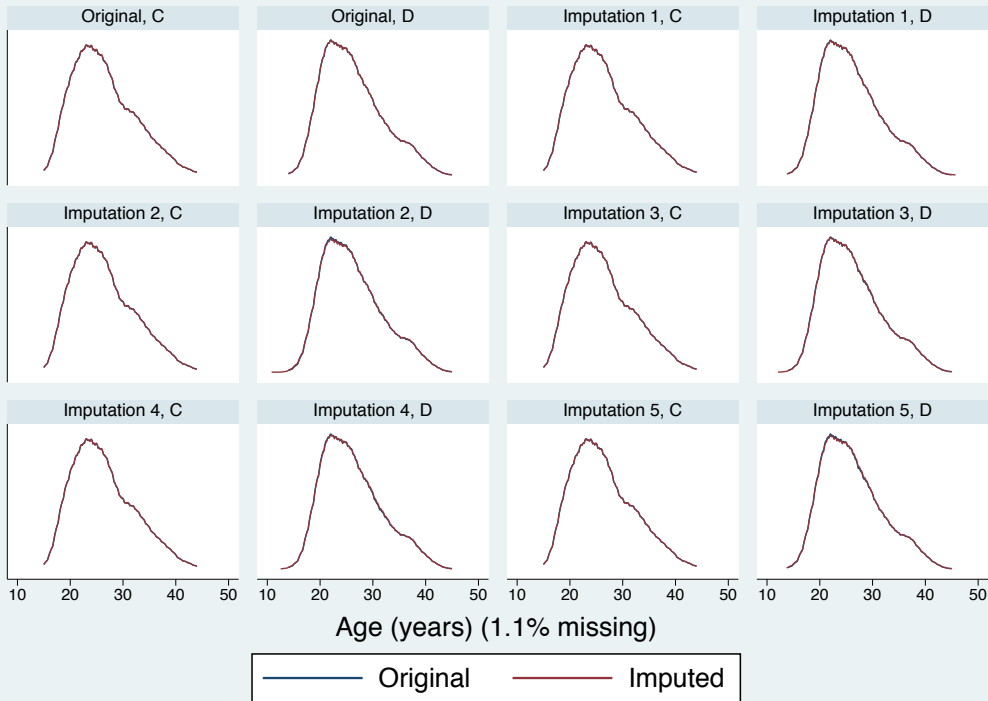 Original, C Original, D Imputation 1, C Imputation 1, D
Imputation 2, C Imputation 2, D Imputation 3, C Imputation 3, D
Imputation 4, C Imputation 4, D Imputation 5, C Imputation 5, D
10 20 30 40 50 10 20 30 40 50 10 20 30 40 50 10 20 30 40 50
Age (years) (1.1% missing)
Original Imputed